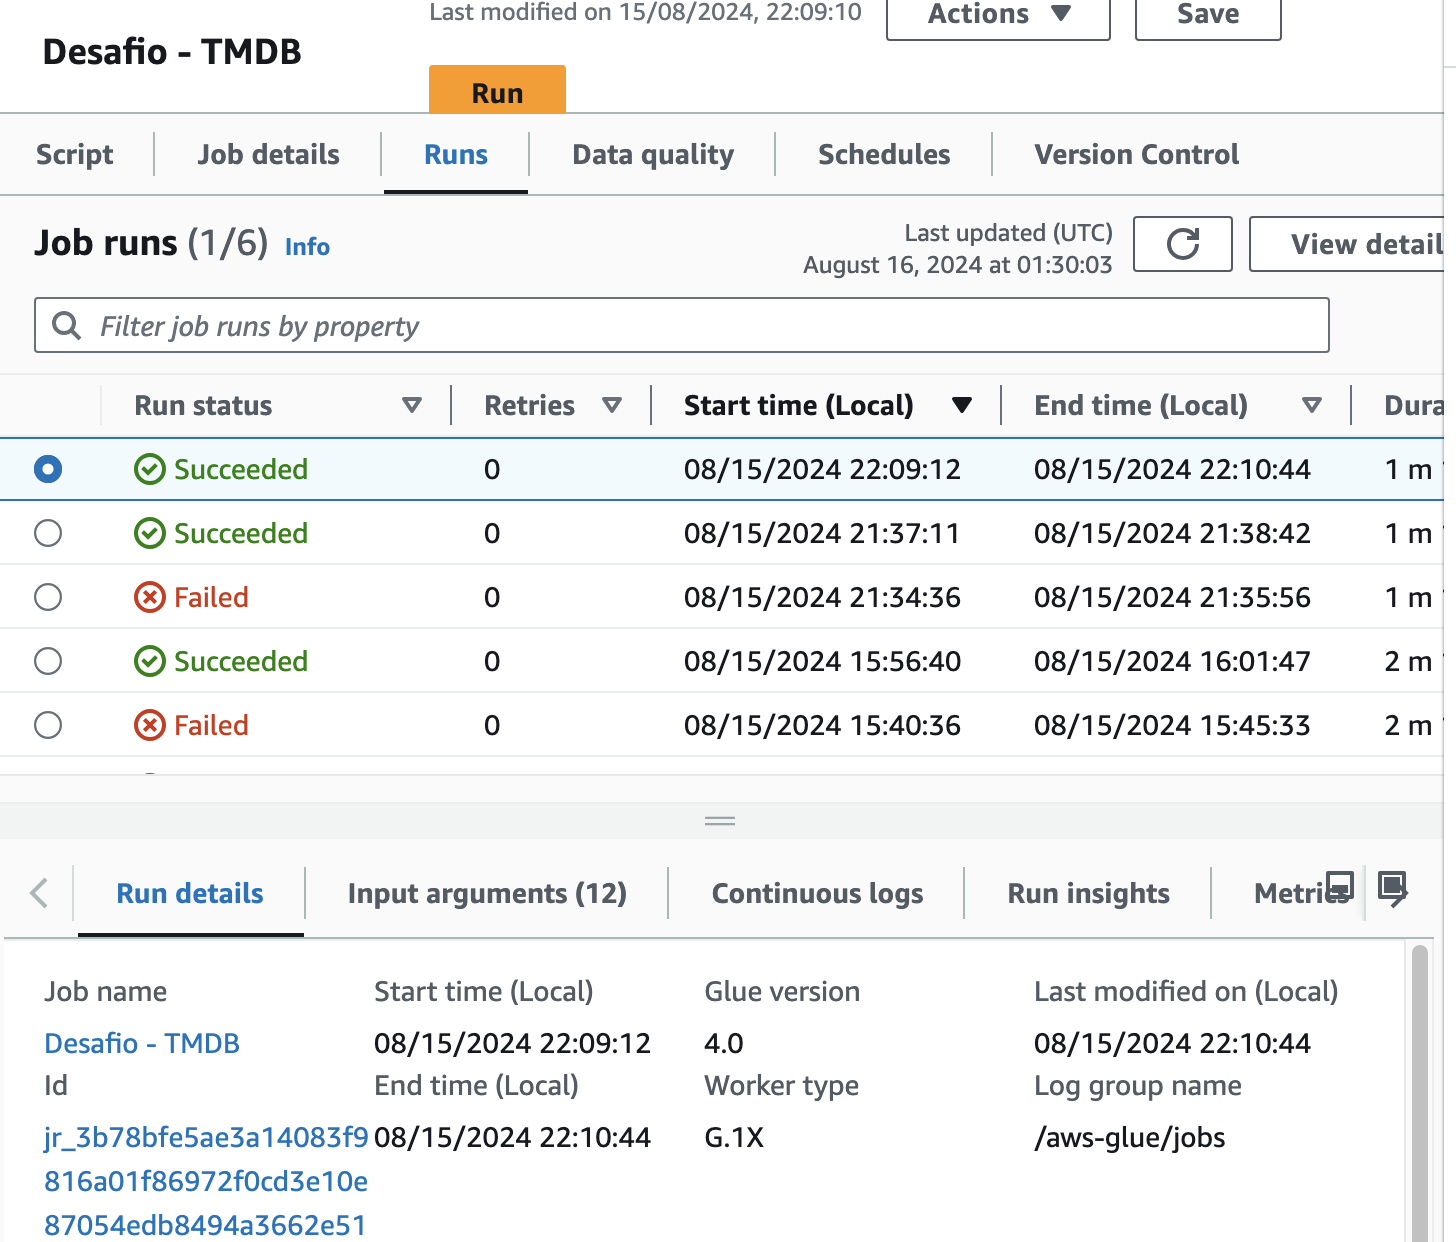 Last modified on 15/08/2024, 22:09:10
Actions
Save
Desafio - TMDB
Run
Script
Job details
Runs
Data quality
Schedules
Version Control
Job runs (1/6) Info
Last updated (UTC)
August 16, 2024 at 01:30:03
View detail
Filter job runs by property
Run status Retries Start time (Local) End time (Local) Dura
Succeeded 0 08/15/2024 22:09:12 08/15/2024 22:10:44 1 m
Succeeded 0 08/15/2024 21:37:11 08/15/2024 21:38:42 1 m
Failed 0 08/15/2024 21:34:36 08/15/2024 21:35:56 1 m
Succeeded 0 08/15/2024 15:56:40 08/15/2024 16:01:47 2 m
Failed 0 08/15/2024 15:40:36 08/15/2024 15:45:33 2 m
Run details Input arguments (12) Continuous logs Run insights Metrics
Job name Start time (Local) Glue version Last modified on (Local)
Desafio - TMDB 08/15/2024 22:09:12 4.0 08/15/2024 22:10:44
Id End time (Local) Worker type Log group name
jr_3b78bfe5ae3a14083f9 08/15/2024 22:10:44 G.1X /aws-glue/jobs
816a01f86972f0cd3e10e
87054edb8494a3662e51